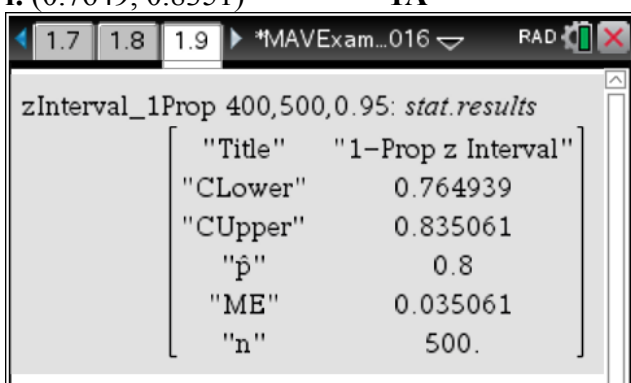 1.7 1.8 1.9 *MAVExam...016 RAD
zInterval_1Prop 400,500,0.95: stat.results
"Title" "1-Prop z Interval"
"CLower" 0.764939
"CUpper" 0.835061
"p̂" 0.8
"ME" 0.035061
"n" 500.